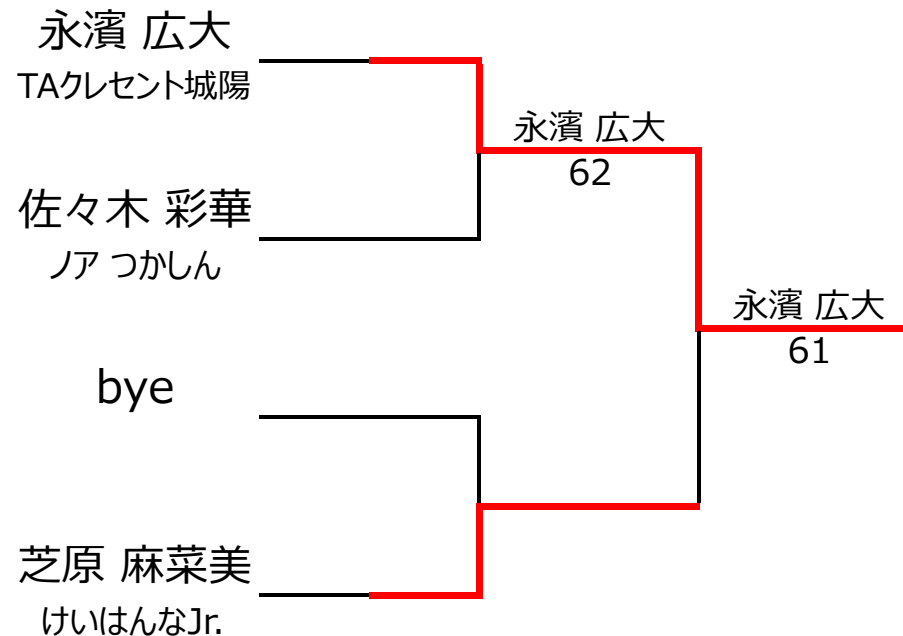 永濱 広大
TAクレセント城陽
永濱 広大
62
佐々木 彩華
ノア つかしん
永濱 広大
61
bye
芝原 麻菜美
けいはんなJr.